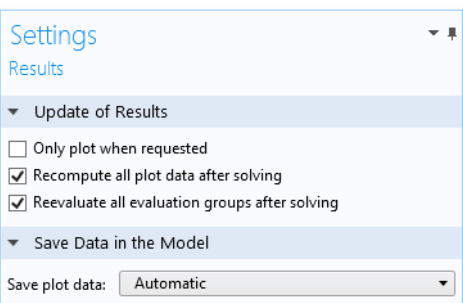 Settings
Results
Update of Results
Only plot when requested
Recompute all plot data after solving
Reevaluate all evaluation groups after solving
Save Data in the Model
Save plot data: Automatic